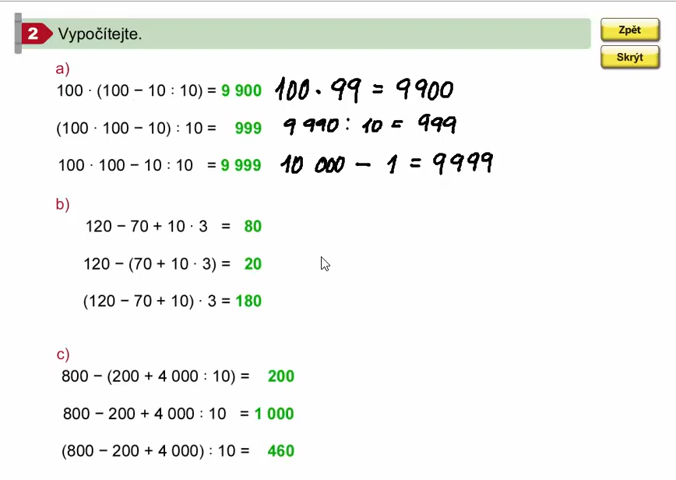 2 Vypočítejte.
Zpět
Skrýt
a)
100 · (100 − 10 : 10) = 9 900 100 · 99 = 9900
(100 · 100 − 10) : 10 = 999 9 990 : 10 = 999
100 · 100 − 10 : 10 = 9 999 10 000 − 1 = 9999
b)
120 − 70 + 10 · 3 = 80
120 − (70 + 10 · 3) = 20
(120 − 70 + 10) · 3 = 180
c)
800 − (200 + 4 000 : 10) = 200
800 − 200 + 4 000 : 10 = 1 000
(800 − 200 + 4 000) : 10 = 460